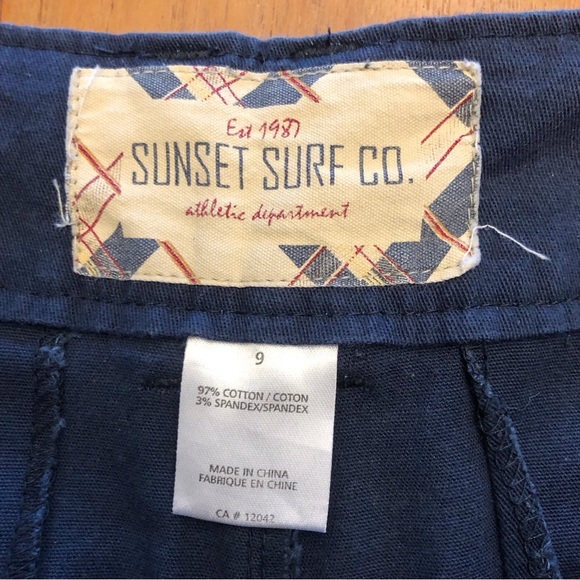 Est 1987
SUNSET SURF CO.
athletic department
9
97% COTTON / COTON
3% SPANDEX/SPANDEX
MADE IN CHINA
FABRIQUE EN CHINE
CA # 12042